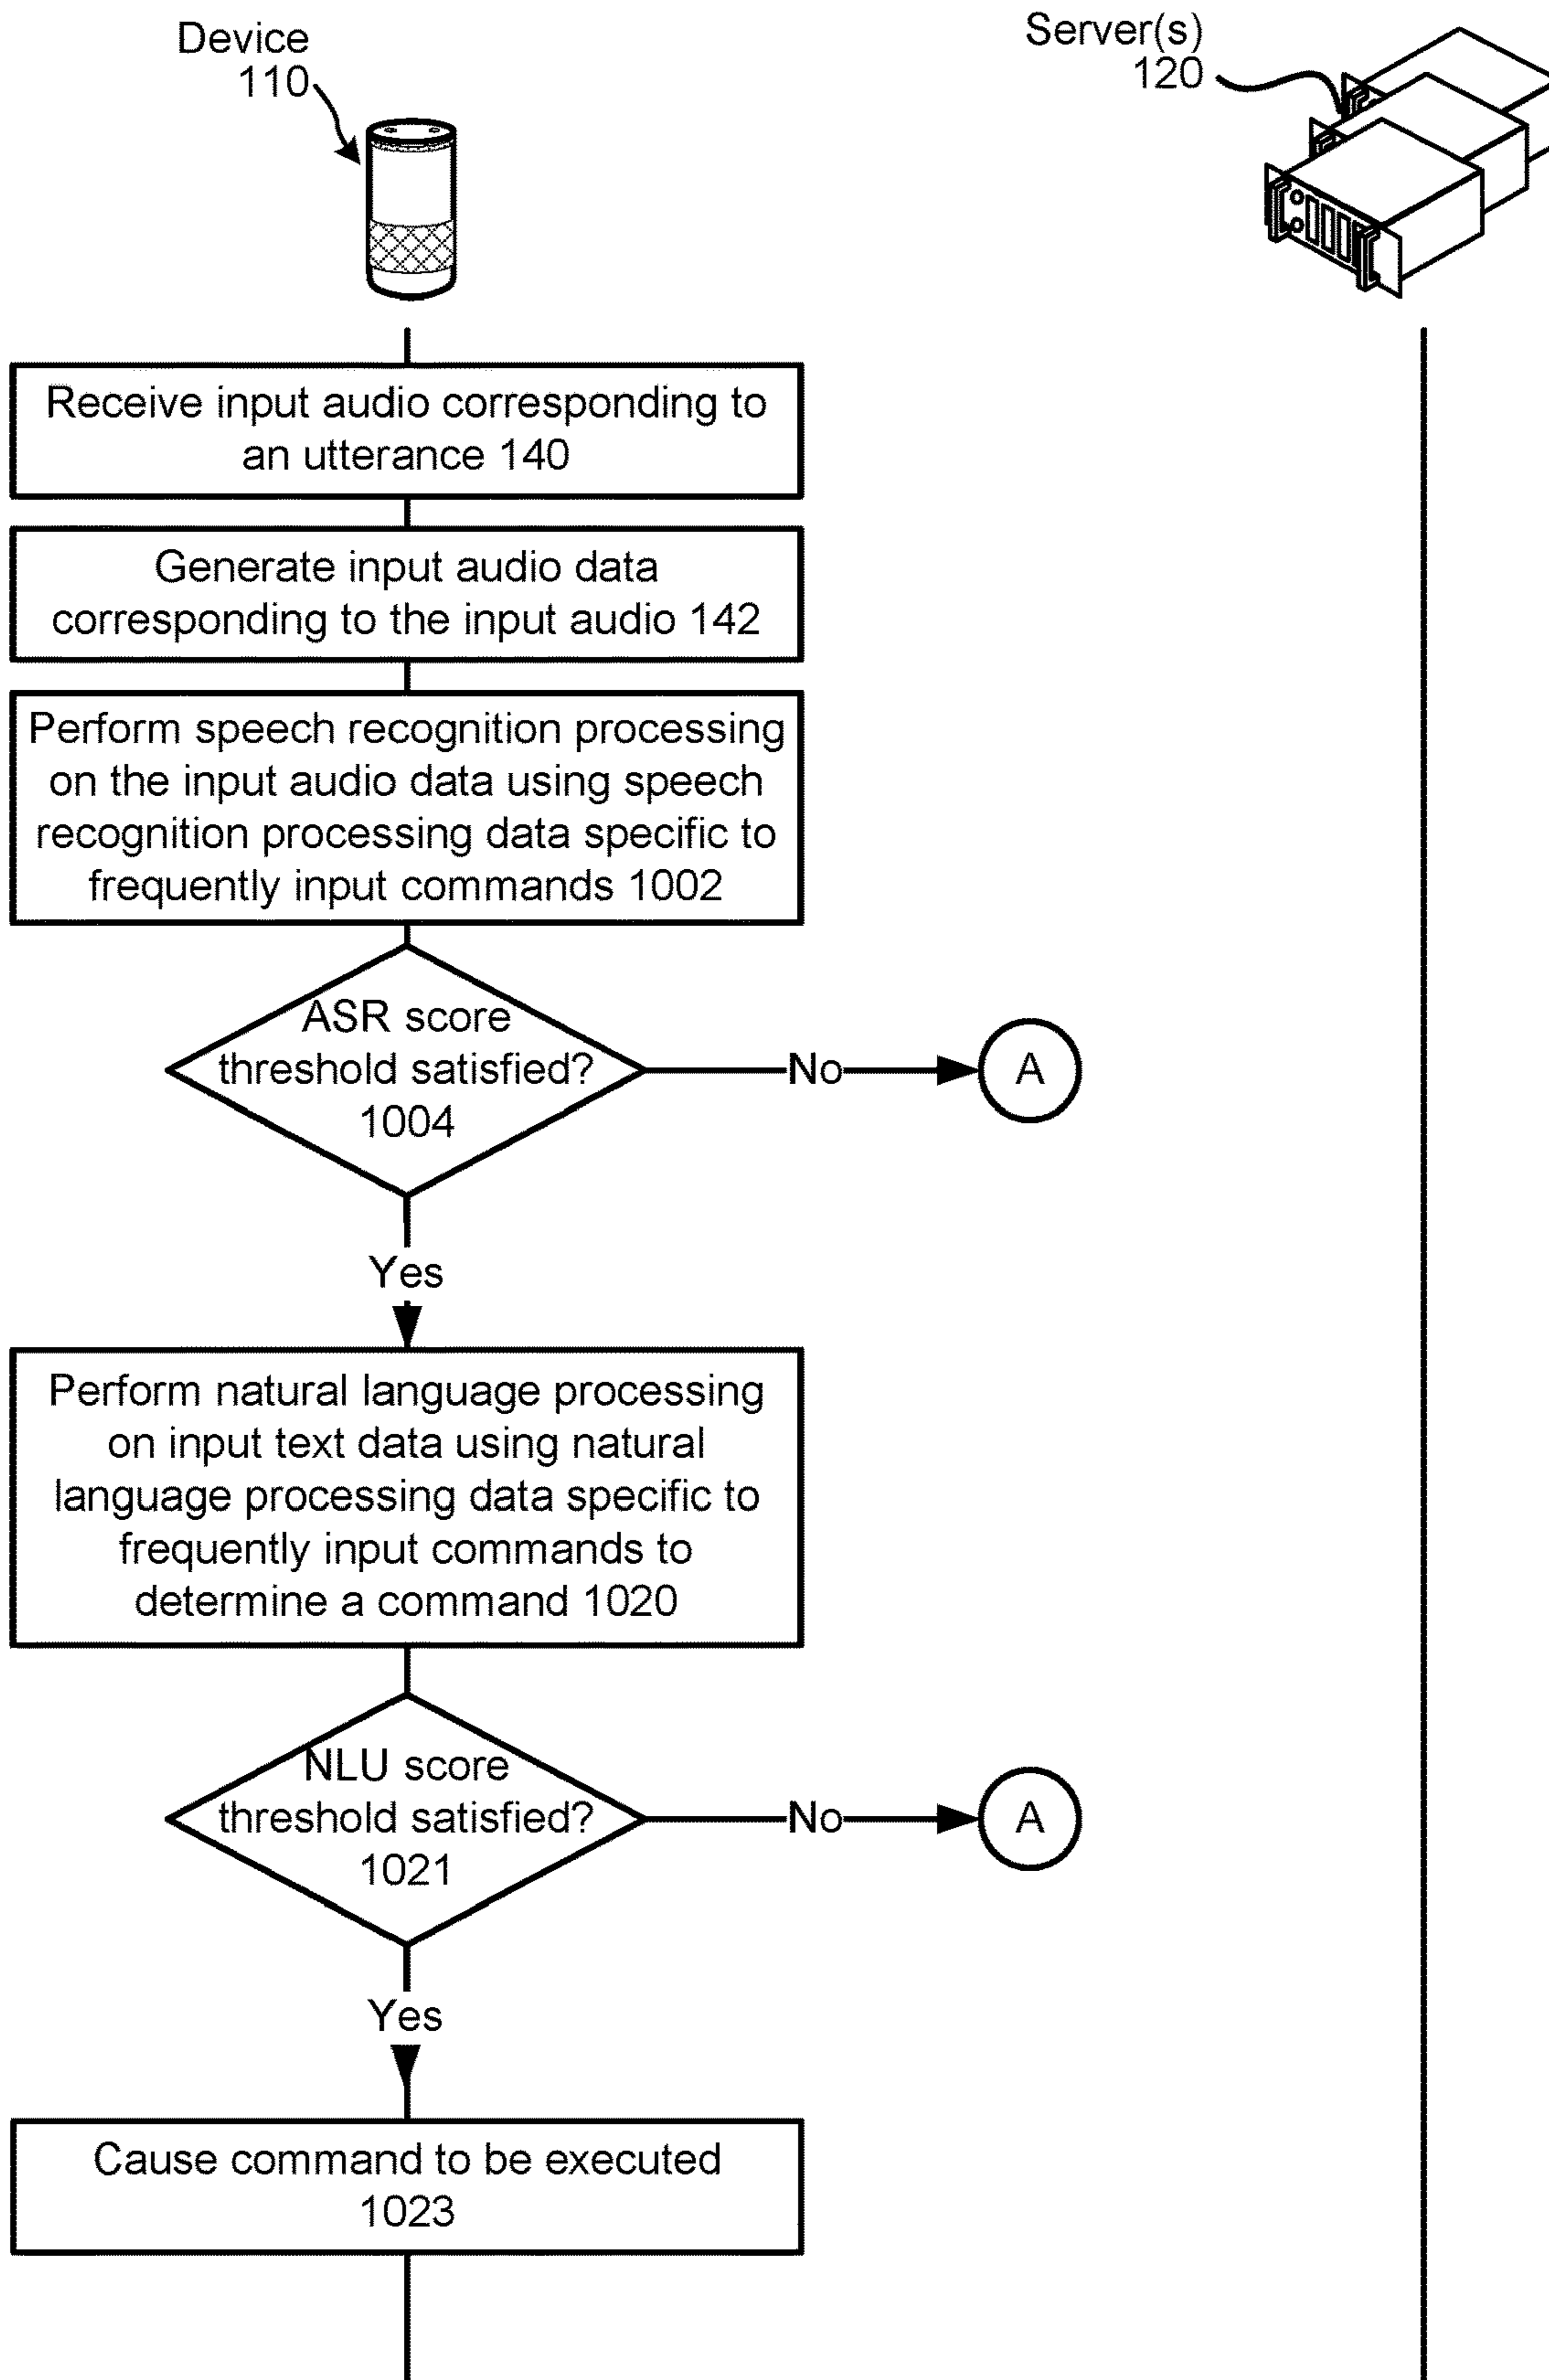 Device
110
Server(s)
120
Receive input audio corresponding to
an utterance 140
Generate input audio data
corresponding to the input audio 142
Perform speech recognition processing
on the input audio data using speech
recognition processing data specific to
frequently input commands 1002
ASR score
threshold satisfied?
1004
No
A
Yes
Perform natural language processing
on input text data using natural
language processing data specific to
frequently input commands to
determine a command 1020
NLU score
threshold satisfied?
1021
No
A
Yes
Cause command to be executed
1023